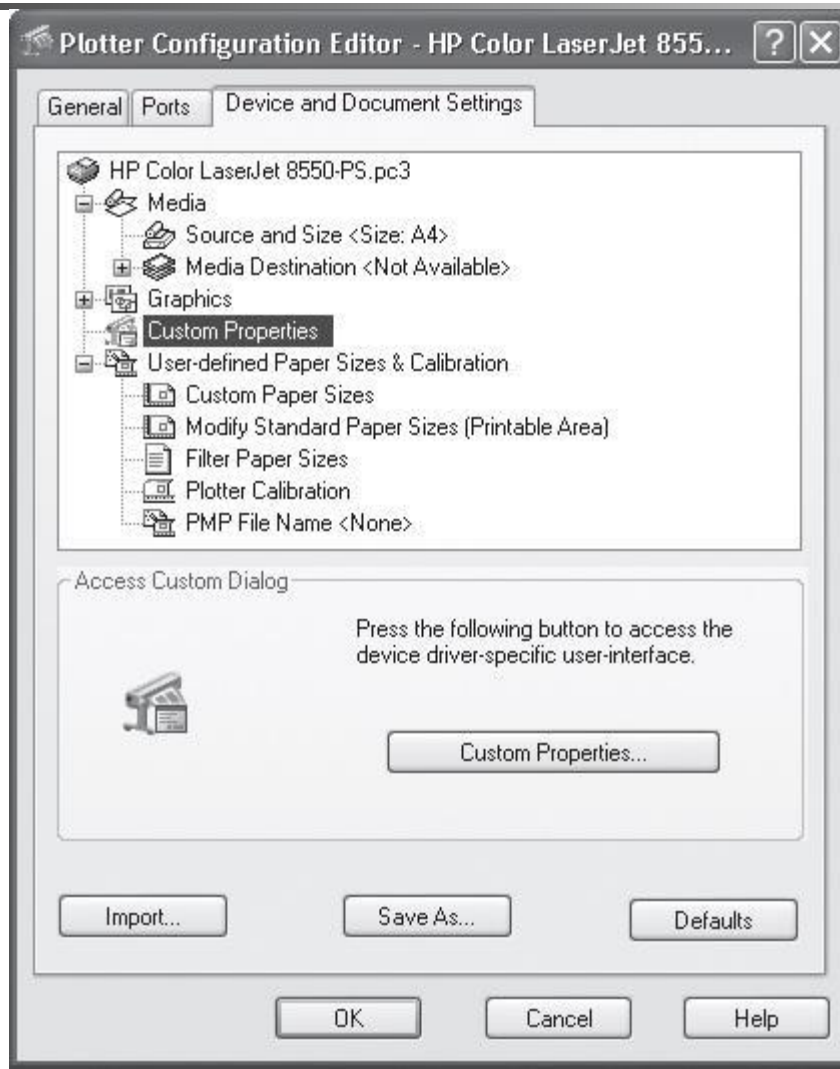 Plotter Configuration Editor - HP Color LaserJet 855...
General
Ports
Device and Document Settings
HP Color LaserJet 8550-PS.pc3
Media
Source and Size <Size: A4>
Media Destination <Not Available>
Graphics
Custom Properties
User-defined Paper Sizes & Calibration
Custom Paper Sizes
Modify Standard Paper Sizes (Printable Area)
Filter Paper Sizes
Plotter Calibration
PMP File Name <None>
Access Custom Dialog
Press the following button to access the
device driver-specific user-interface.
Custom Properties...
Import...
Save As...
Defaults
OK
Cancel
Help